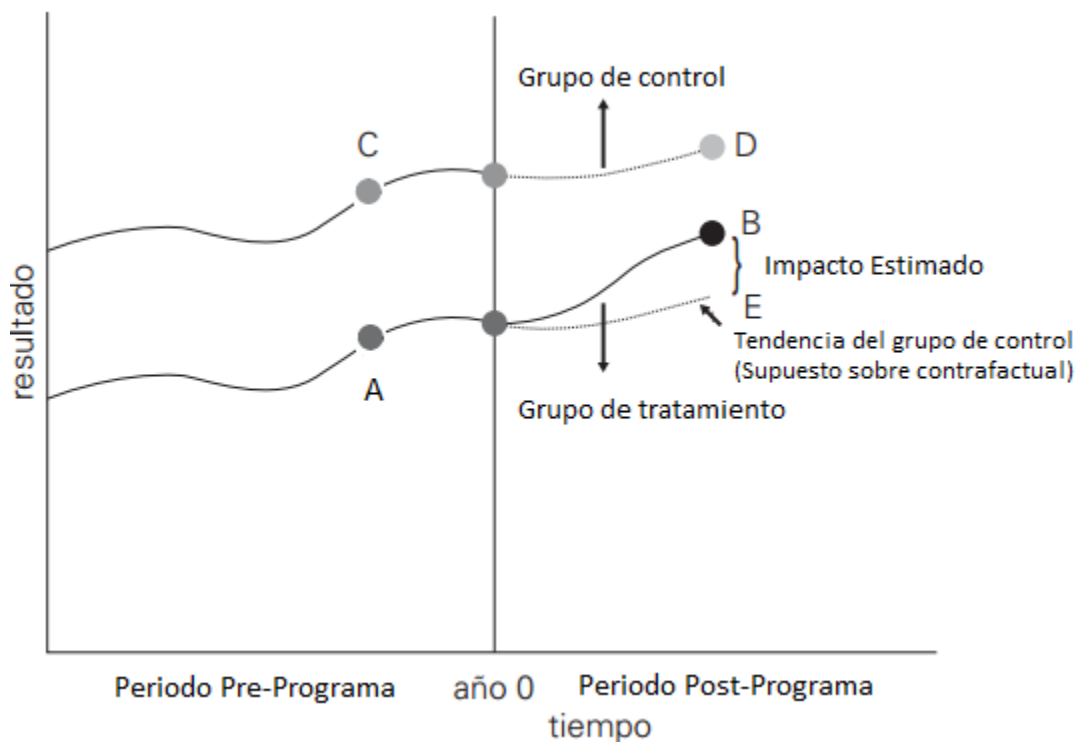 Grupo de control
C
D
B
Impacto Estimado
E
Tendencia del grupo de control
(Supuesto sobre contrafactual)
A
Grupo de tratamiento
resultado
Periodo Pre-Programa
año 0
Periodo Post-Programa
tiempo